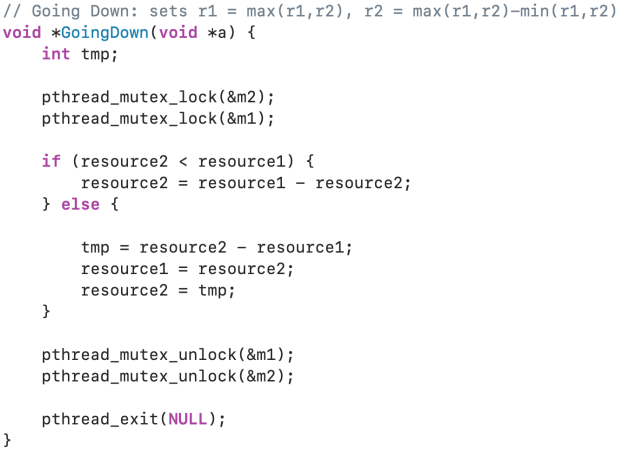 // Going Down: sets r1 = max(r1,r2), r2 = max(r1,r2)-min(r1,r2)
void *GoingDown(void *a) {
    int tmp;

    pthread_mutex_lock(&m2);
    pthread_mutex_lock(&m1);

    if (resource2 < resource1) {
        resource2 = resource1 - resource2;
    } else {

        tmp = resource2 - resource1;
        resource1 = resource2;
        resource2 = tmp;
    }

    pthread_mutex_unlock(&m1);
    pthread_mutex_unlock(&m2);

    pthread_exit(NULL);
}